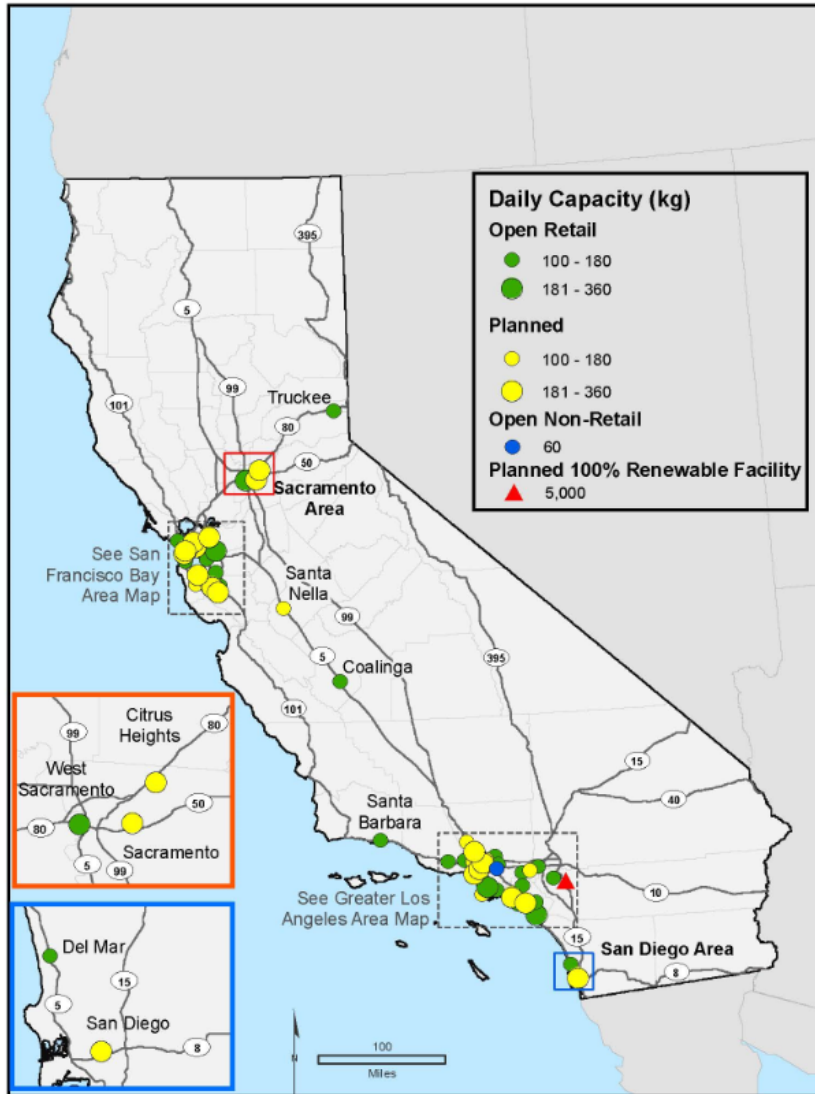 Daily Capacity (kg)
Open Retail
100 - 180
181 - 360
Planned
100 - 180
181 - 360
Open Non-Retail
60
Planned 100% Renewable Facility
5,000
395
5
99
101
Truckee
80
50
Sacramento
Area
See San
Francisco Bay
Area Map
Santa
Nella
99
5
395
Coalinga
101
15
40
Santa
Barbara
See Greater Los
Angeles Area Map
10
15
San Diego Area
8
Citrus
Heights
99
80
West
Sacramento
50
80
Sacramento
5
99
Del Mar
15
5
San Diego
8
N
100
Miles